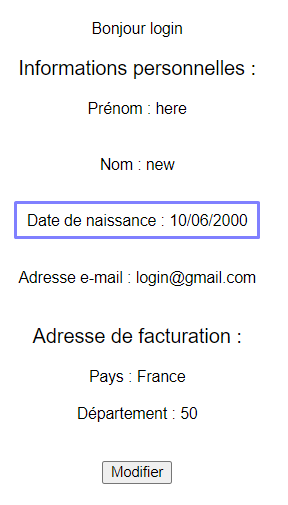 Bonjour login
Informations personnelles :
Prénom : here
Nom : new
Date de naissance : 10/06/2000
Adresse e-mail : login@gmail.com
Adresse de facturation :
Pays : France
Département : 50
Modifier